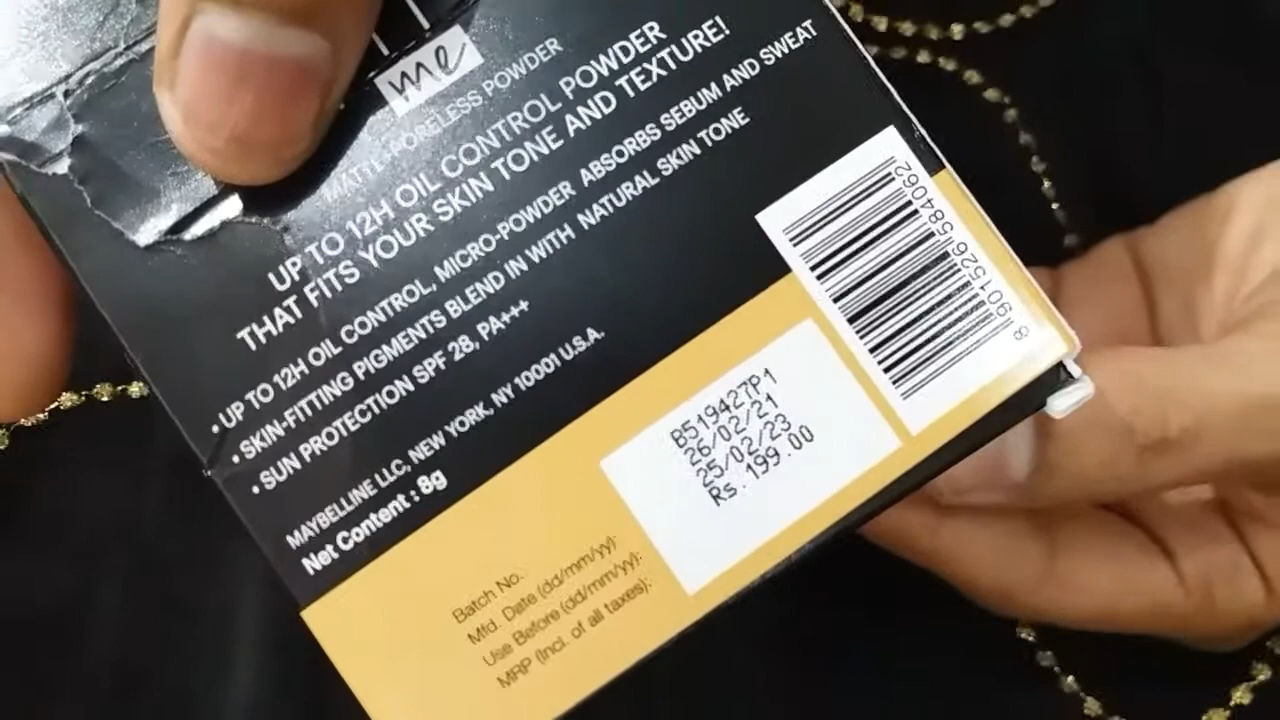 me
MATTE+PORELESS POWDER
UP TO 12H OIL CONTROL POWDER
THAT FITS YOUR SKIN TONE AND TEXTURE!
• UP TO 12H OIL CONTROL, MICRO-POWDER ABSORBS SEBUM AND SWEAT
• SKIN-FITTING PIGMENTS BLEND IN WITH NATURAL SKIN TONE
• SUN PROTECTION SPF 28, PA+++
MAYBELLINE LLC, NEW YORK, NY 10001 U.S.A.
Net Content : 8g
8 901526 584062
B519427P1
26/02/21
25/02/23
Rs. 199.00
Batch No.
Mfd. Date (dd/mm/yy):
Use Before (dd/mm/yy):
MRP (Incl. of all taxes):